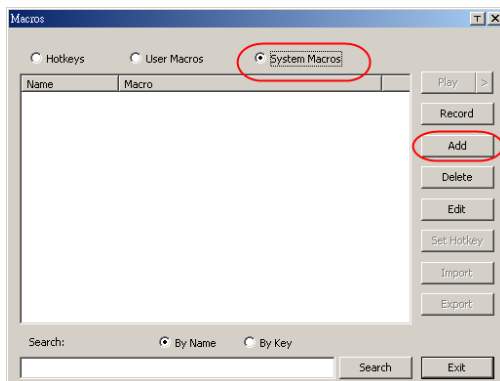 Macros
Hotkeys User Macros System Macros
Name Macro
Play >
Record
Add
Delete
Edit
Set Hotkey
Import
Export
Search: By Name By Key
Search Exit